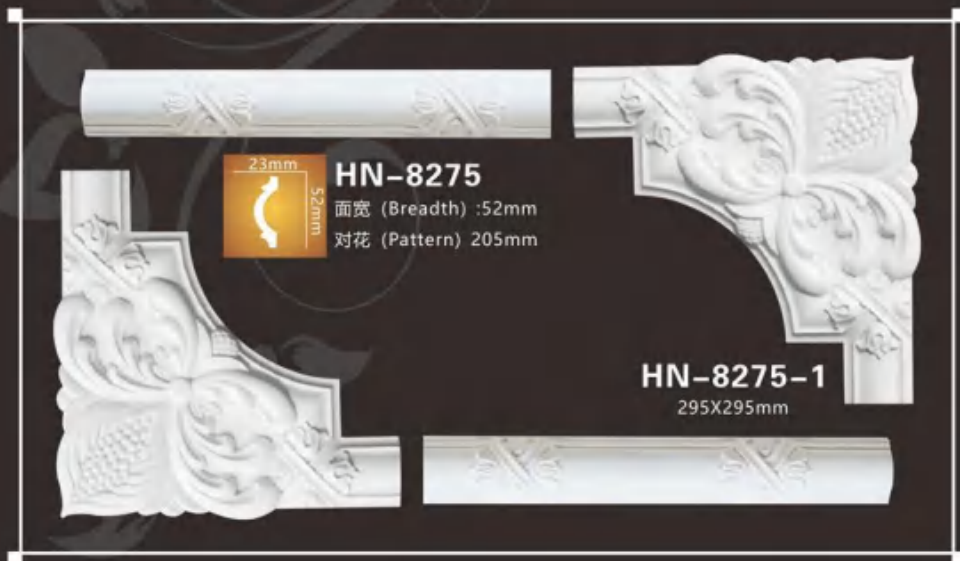 23mm
52mm
HN-8275
面宽 (Breadth) :52mm
对花 (Pattern) 205mm
HN-8275-1
295X295mm